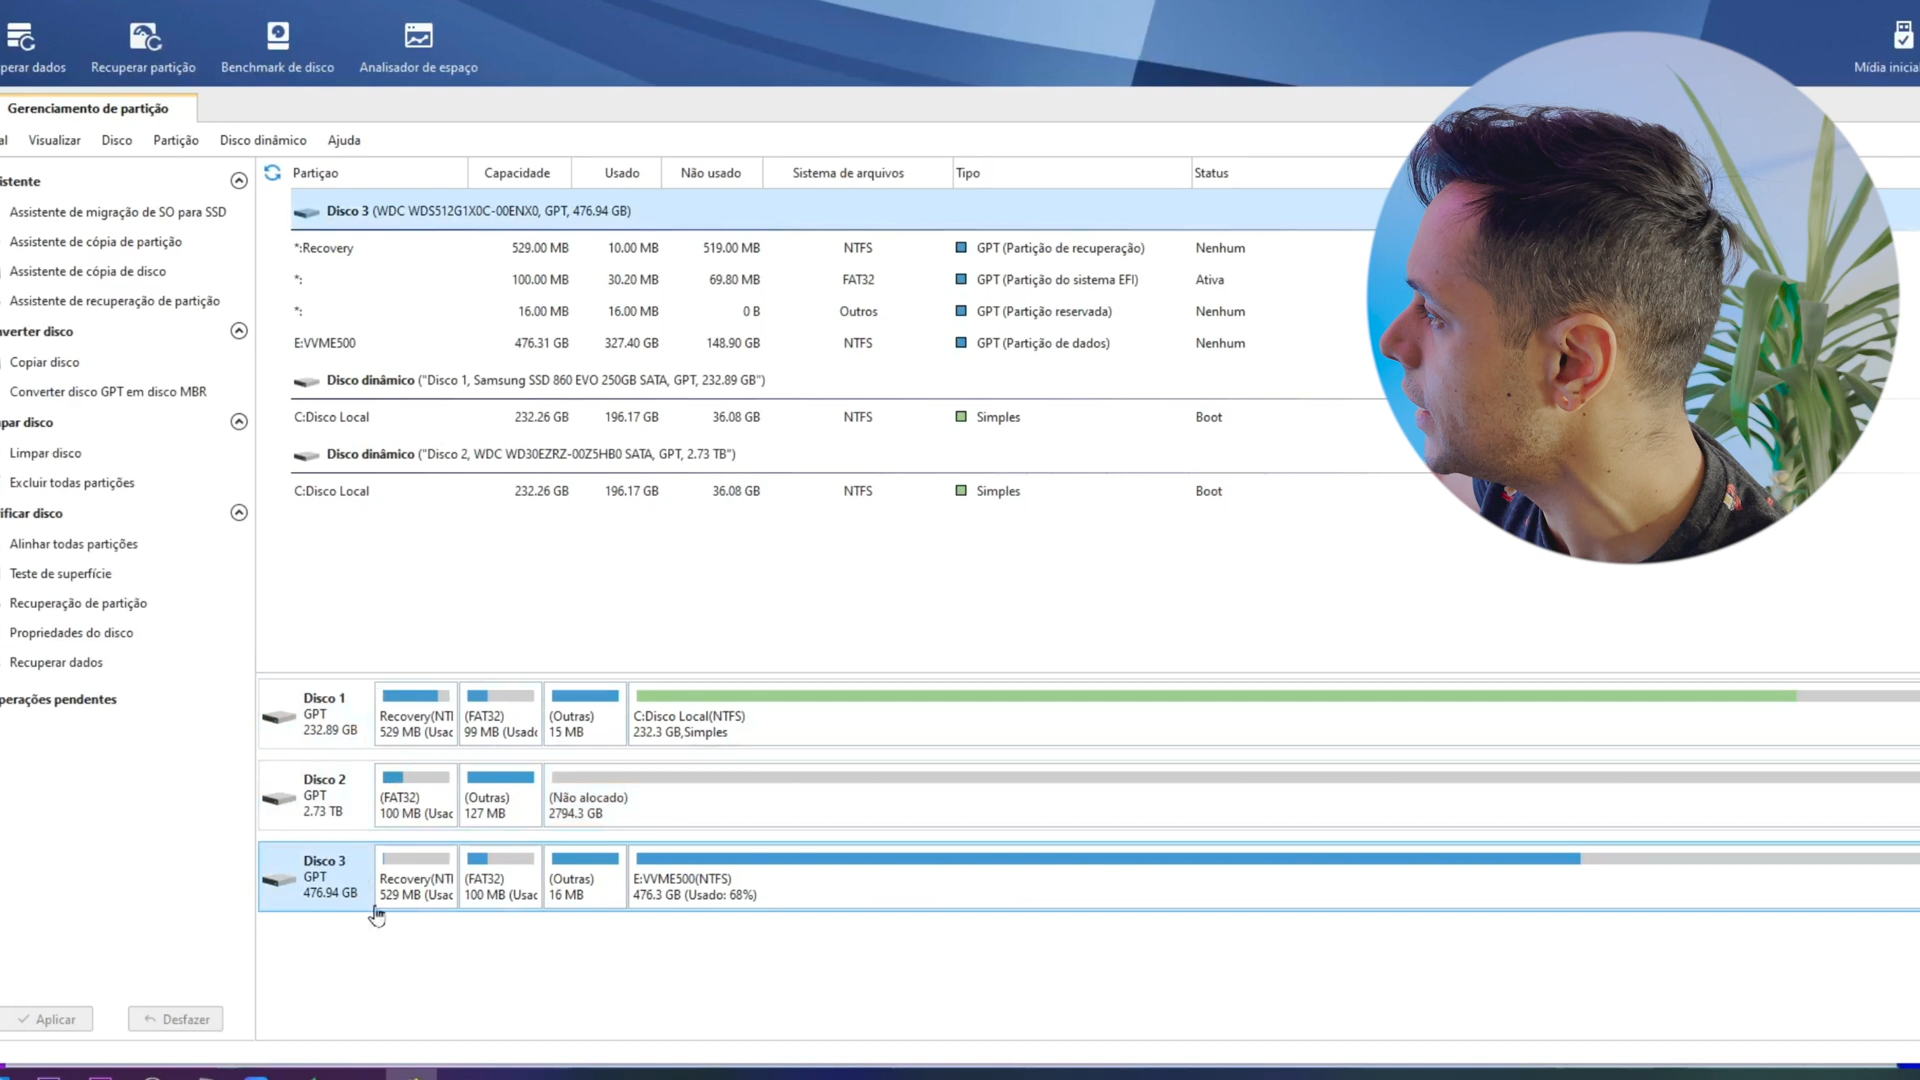 perar dados
Recuperar partição
Benchmark de disco
Analisador de espaço
Mídia inicia
Gerenciamento de partição
al Visualizar Disco Partição Disco dinâmico Ajuda
istente
Assistente de migração de SO para SSD
Assistente de cópia de partição
Assistente de cópia de disco
Assistente de recuperação de partição
nverter disco
Copiar disco
Converter disco GPT em disco MBR
npar disco
Limpar disco
Excluir todas partições
ificar disco
Alinhar todas partições
Teste de superfície
Recuperação de partição
Propriedades do disco
Recuperar dados
perações pendentes
Aplicar
Desfazer
Partiçao Capacidade Usado Não usado Sistema de arquivos Tipo Status
Disco 3 (WDC WDS512G1X0C-00ENX0, GPT, 476.94 GB)
*:Recovery 529.00 MB 10.00 MB 519.00 MB NTFS GPT (Partição de recuperação) Nenhum
*: 100.00 MB 30.20 MB 69.80 MB FAT32 GPT (Partição do sistema EFI) Ativa
*: 16.00 MB 16.00 MB 0 B Outros GPT (Partição reservada) Nenhum
E:VVME500 476.31 GB 327.40 GB 148.90 GB NTFS GPT (Partição de dados) Nenhum
Disco dinâmico ("Disco 1, Samsung SSD 860 EVO 250GB SATA, GPT, 232.89 GB")
C:Disco Local 232.26 GB 196.17 GB 36.08 GB NTFS Simples Boot
Disco dinâmico ("Disco 2, WDC WD30EZRZ-00Z5HB0 SATA, GPT, 2.73 TB")
C:Disco Local 232.26 GB 196.17 GB 36.08 GB NTFS Simples Boot
Disco 1
GPT
232.89 GB
Recovery(NTI
529 MB (Usac
(FAT32)
99 MB (Usadc
(Outras)
15 MB
C:Disco Local(NTFS)
232.3 GB,Simples
Disco 2
GPT
2.73 TB
(FAT32)
100 MB (Usac
(Outras)
127 MB
(Não alocado)
2794.3 GB
Disco 3
GPT
476.94 GB
Recovery(NTI
529 MB (Usac
(FAT32)
100 MB (Usac
(Outras)
16 MB
E:VVME500(NTFS)
476.3 GB (Usado: 68%)